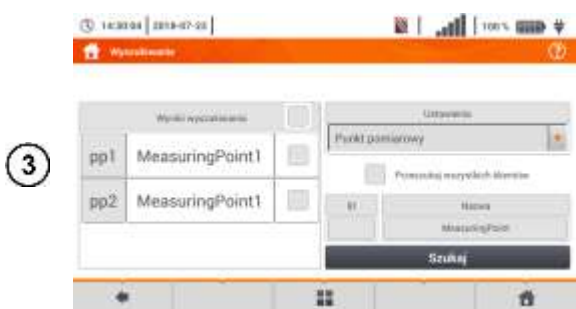 3
14:30:04 2018-07-23 100 %
Wyszukiwanie
Wyniki wyszukiwania
pp1 MeasuringPoint1
pp2 MeasuringPoint1
Ustawienia
Punkt pomiarowy
Przeszukaj wszystkich klientów
ID Nazwa
MeasuringPoint
Szukaj